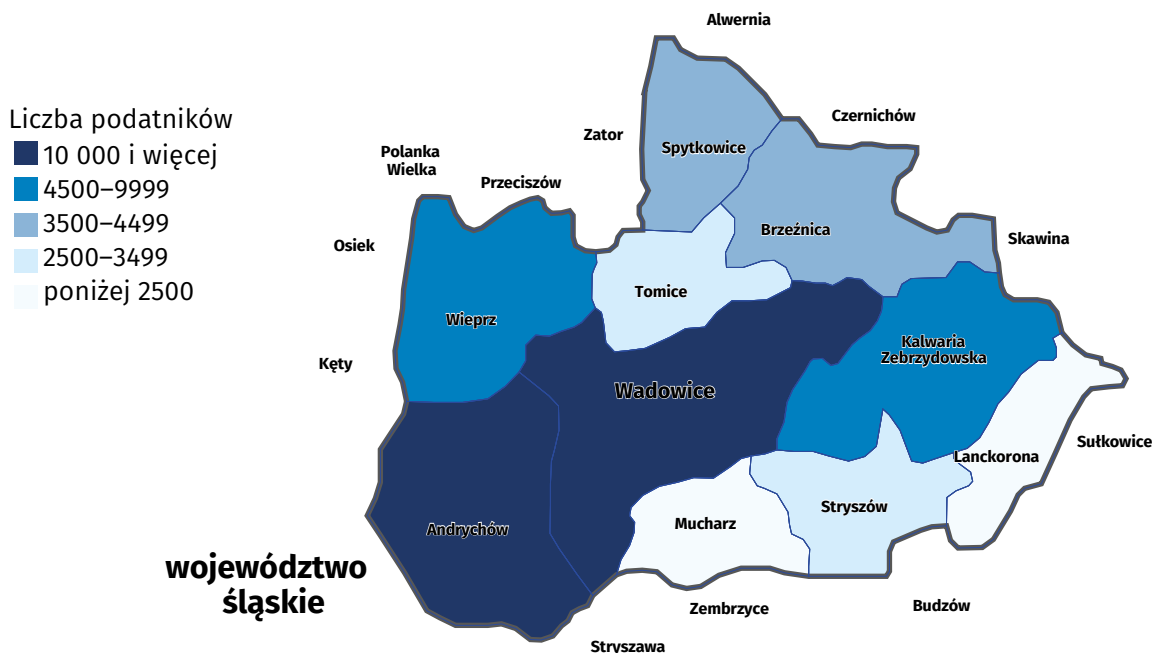 Alwernia
Liczba podatników
10 000 i więcej
4500–9999
3500–4499
2500–3499
poniżej 2500
Czernichów
Zator
Spytkowice
Polanka
Wielka
Przeciszów
Osiek
Brzeźnica
Skawina
Tomice
Wieprz
Kalwaria
Zebrzydowska
Kęty
Wadowice
Sułkowice
Lanckorona
Stryszów
Mucharz
Andrychów
województwo
śląskie
Zembrzyce
Budzów
Stryszawa